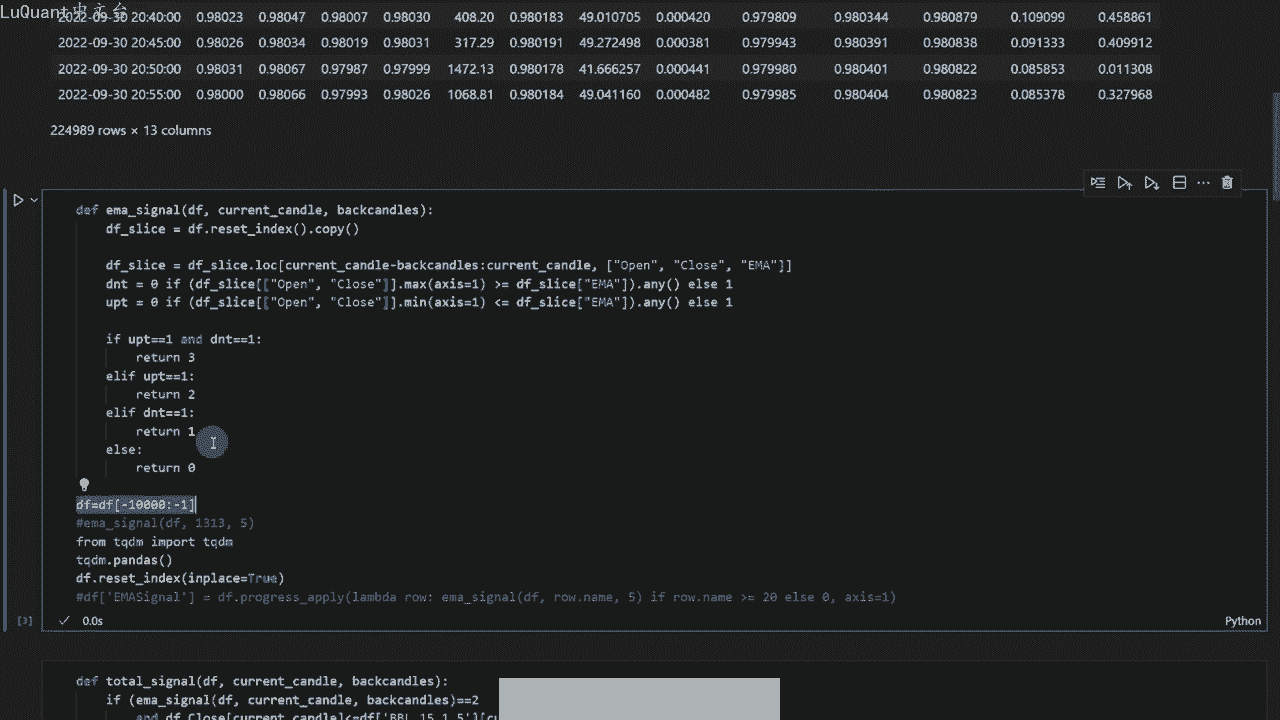 LuQuant中文台
2022-09-30 20:40:00 0.98023 0.98047 0.98007 0.98030 408.20 0.980183 49.010705 0.000420 0.979809 0.980344 0.980879 0.109099 0.458861
2022-09-30 20:45:00 0.98026 0.98034 0.98019 0.98031 317.29 0.980191 49.272498 0.000381 0.979943 0.980391 0.980838 0.091333 0.409912
2022-09-30 20:50:00 0.98031 0.98067 0.97987 0.97999 1472.13 0.980178 41.666257 0.000441 0.979980 0.980401 0.980822 0.085853 0.011308
2022-09-30 20:55:00 0.98000 0.98066 0.97993 0.98026 1068.81 0.980184 49.041160 0.000482 0.979985 0.980404 0.980823 0.085378 0.327968
224989 rows × 13 columns
def ema_signal(df, current_candle, backcandles):
df_slice = df.reset_index().copy()
df_slice = df_slice.loc[current_candle-backcandles:current_candle, ["Open", "Close", "EMA"]]
dnt = 0 if (df_slice[["Open", "Close"]].max(axis=1) >= df_slice["EMA"]).any() else 1
upt = 0 if (df_slice[["Open", "Close"]].min(axis=1) <= df_slice["EMA"]).any() else 1
if upt==1 and dnt==1:
return 3
elif upt==1:
return 2
elif dnt==1:
return 1
else:
return 0
df=df[-10000:-1]
#ema_signal(df, 1313, 5)
from tqdm import tqdm
tqdm.pandas()
df.reset_index(inplace=True)
#df['EMASignal'] = df.progress_apply(lambda row: ema_signal(df, row.name, 5) if row.name >= 20 else 0, axis=1)
[3] 0.0s Python
def total_signal(df, current_candle, backcandles):
if (ema_signal(df, current_candle, backcandles)==2
and df.Close[current_candle]<=df['BBL_15_1.5'][cu